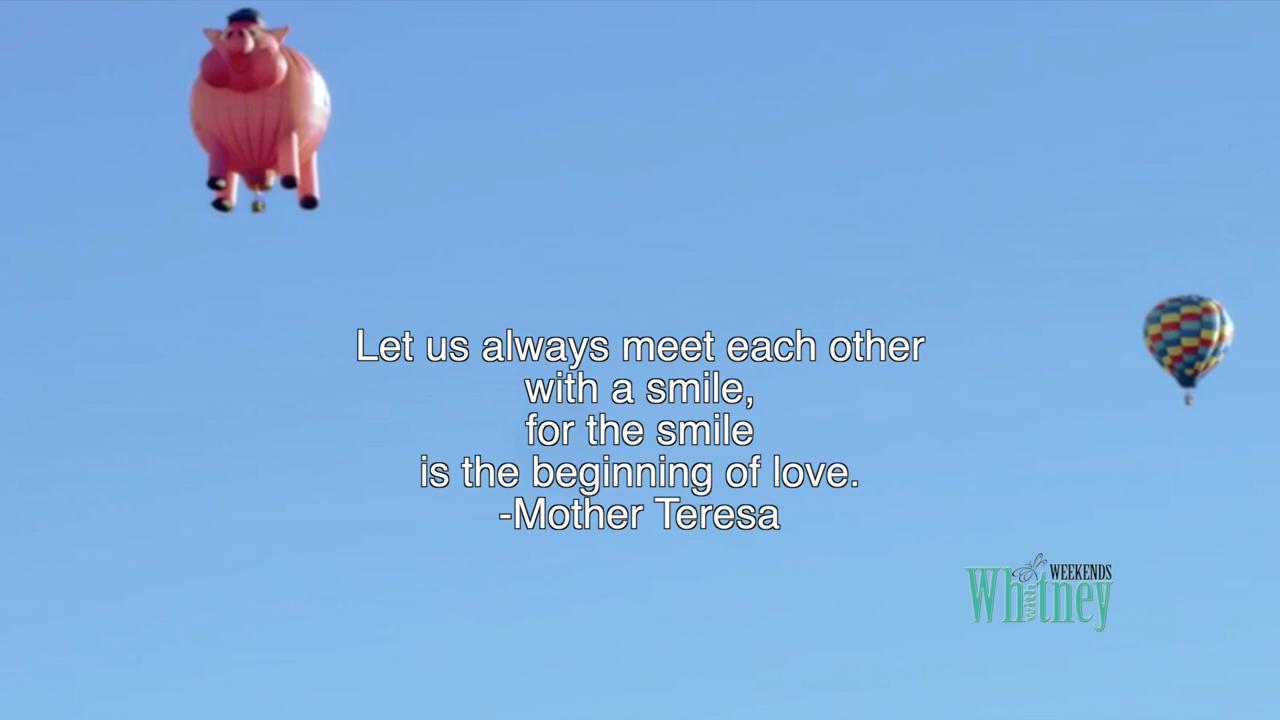 Let us always meet each other
with a smile,
for the smile
is the beginning of love.
-Mother Teresa
WEEKENDS
with
Whitney